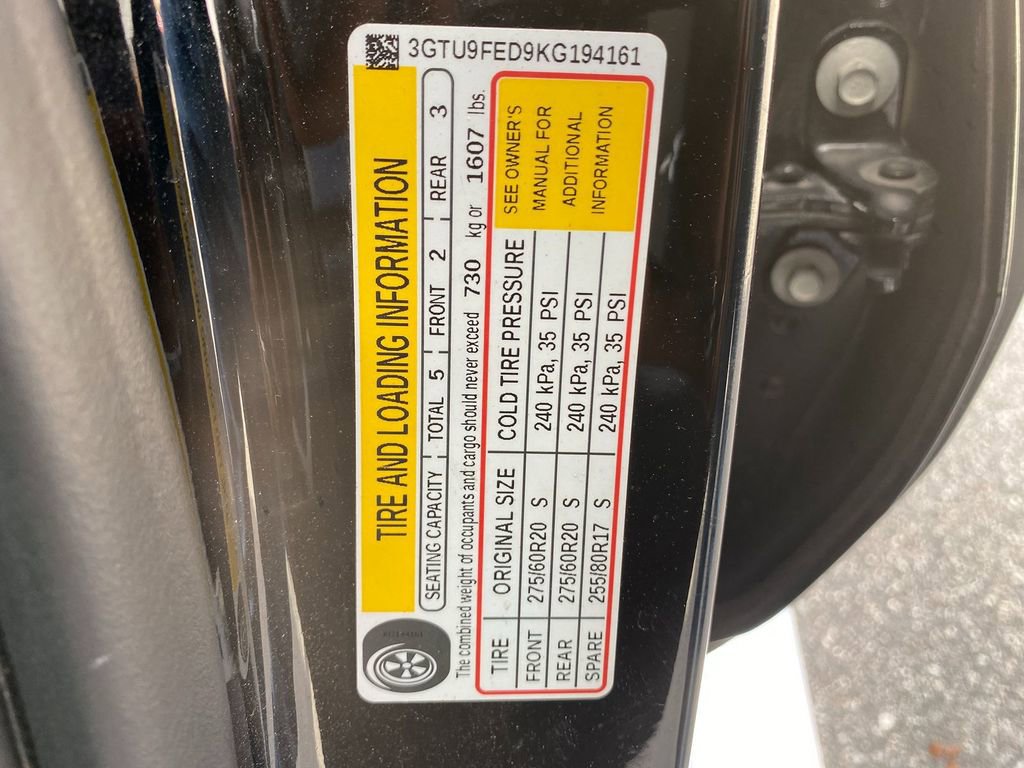 3GTU9FED9KG194161
TIRE AND LOADING INFORMATION
SEATING CAPACITY TOTAL 5 FRONT 2 REAR 3
The combined weight of occupants and cargo should never exceed 730 kg or 1607 lbs.
TIRE ORIGINAL SIZE COLD TIRE PRESSURE
FRONT 275/60R20 S 240 kPa, 35 PSI
REAR 275/60R20 S 240 kPa, 35 PSI
SPARE 255/80R17 S 240 kPa, 35 PSI
SEE OWNER'S
MANUAL FOR
ADDITIONAL
INFORMATION